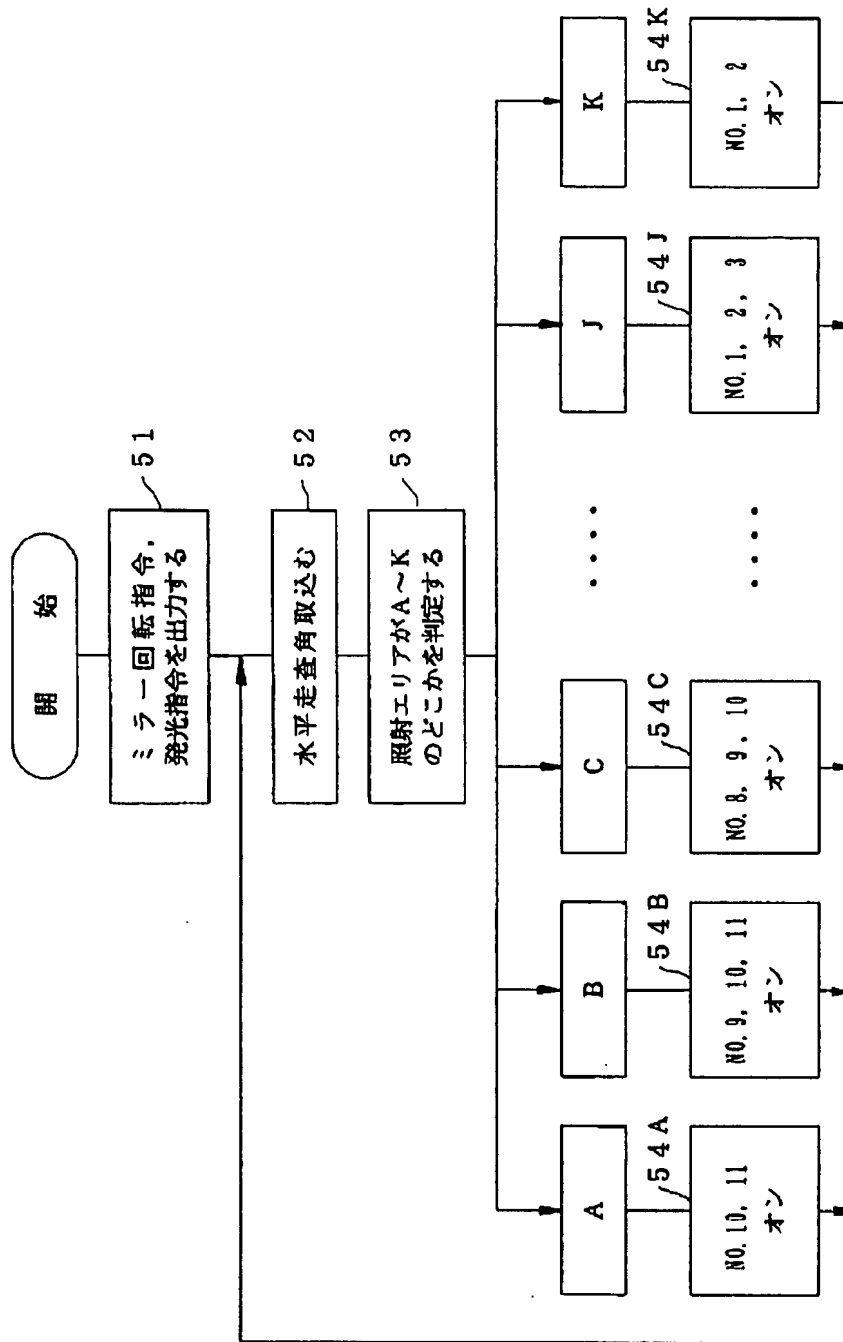 開 始
ミラー回転指令,
発光指令を出力する
51
水平走査角取込む
52
照射エリアがA~K
のどこかを判定する
53
A
B
C
‥‥
J
K
54A
54B
54C
54J
54K
NO.10, 11
オン
NO.9, 10, 11
オン
NO.8, 9, 10
オン
‥‥
NO.1, 2, 3
オン
NO.1, 2
オン